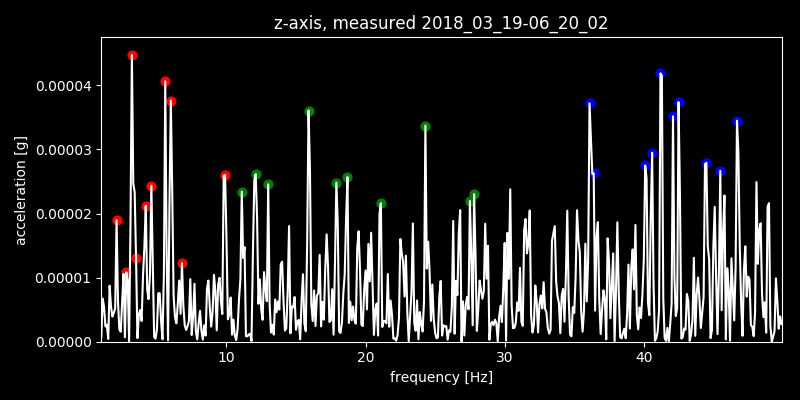 z-axis, measured 2018_03_19-06_20_02
0.00004
0.00003
0.00002
0.00001
0.00000
acceleration [g]
10 20 30 40
frequency [Hz]